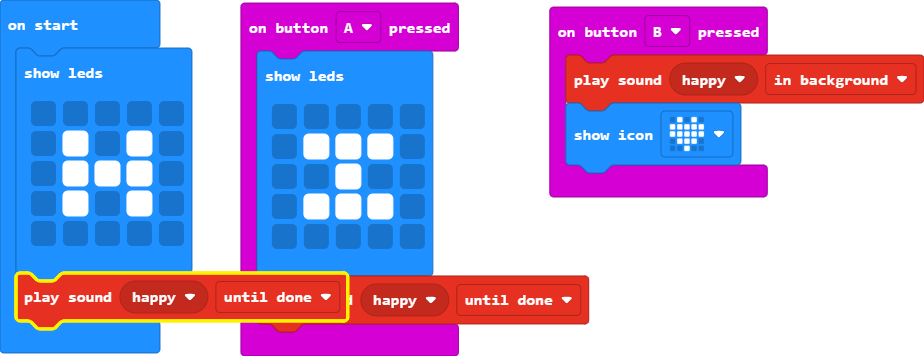 on start
show leds
play sound happy until done
on button A pressed
show leds
happy until done
on button B pressed
play sound happy in background
show icon